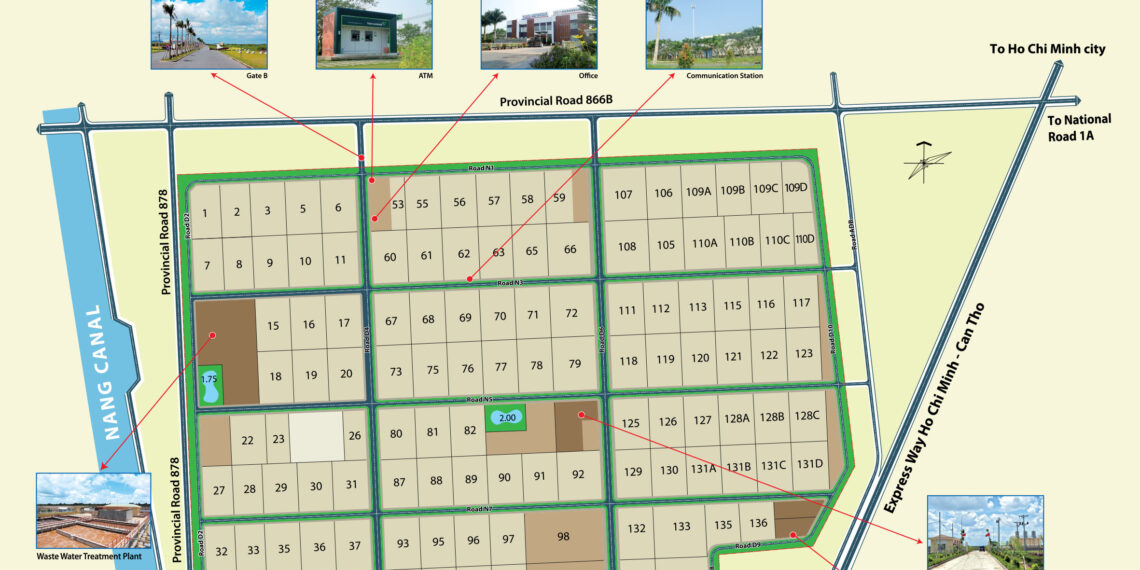 Gate B
ATM
Office
Communication Station
To Ho Chi Minh city
Provincial Road 866B
To National
Road 1A
Road N1
Provincial Road 878
Road D2
1 2 3 5 6
53 55 56 57 58 59
107 106 109A 109B 109C 109D
7 8 9 10 11
60 61 62 63 65 66
108 105 110A 110B 110C 110D
Road N3
NANG CANAL
15 16 17
67 68 69 70 71 72
111 112 113 115 116 117
Road D4
Road D10
1.75
18 19 20
73 75 76 77 78 79
118 119 120 121 122 123
Road N5
Express Way Ho Chi Minh - Can Tho
22 23 26
80 81 82
2.00
125 126 127 128A 128B 128C
27 28 29 30 31
87 88 89 90 91 92
129 130 131A 131B 131C 131D
Road N7
Provincial Road 878
Road D2
32 33 35 36 37
93 95 96 97 98
132 133 135 136
Road D9
Waste Water Treatment Plant